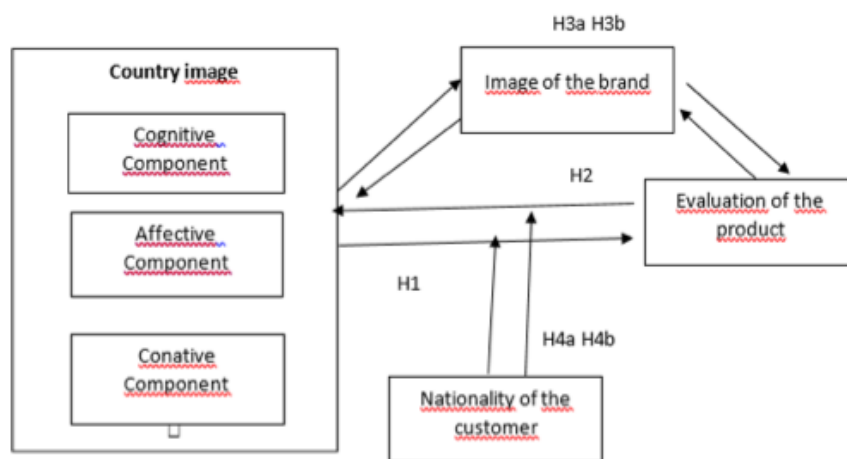 H3a H3b
Country image
Image of the brand
Cognitive
Component
H2
Evaluation of the
product
Affective
Component
H1
H4a H4b
Conative
Component
Nationality of the
customer